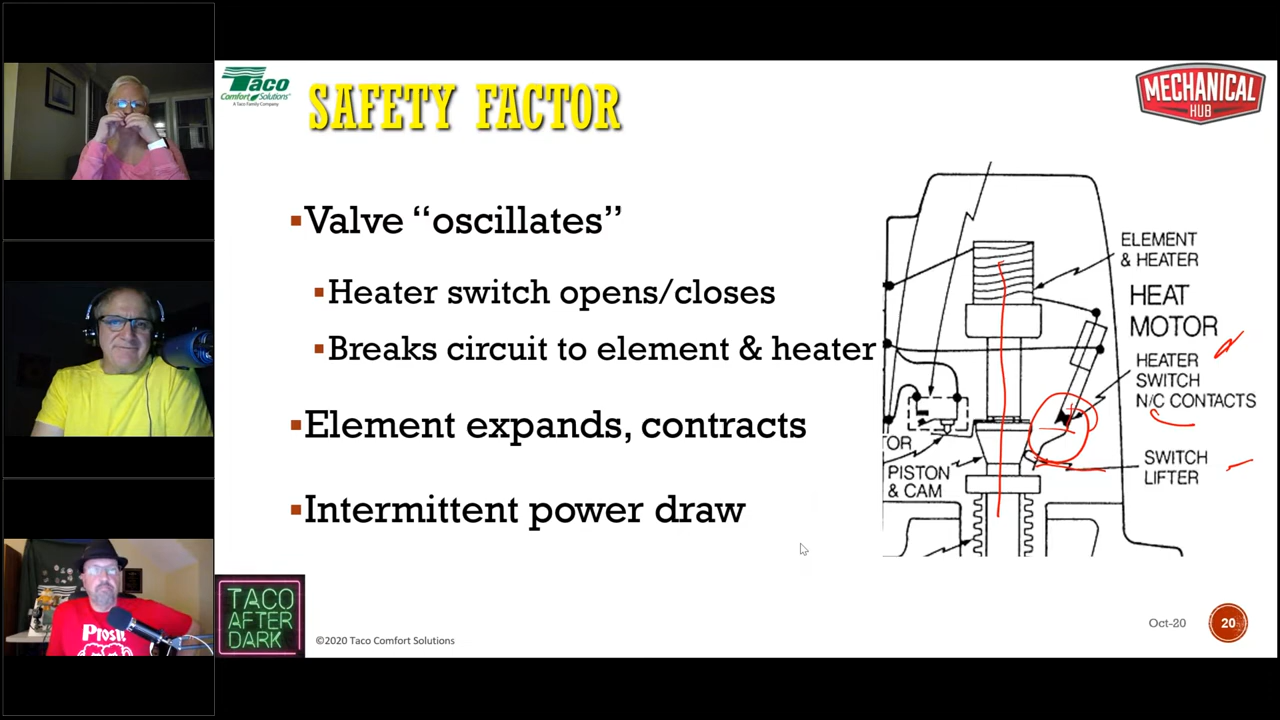 Taco
Comfort Solutions®
A Taco Family Company
SAFETY FACTOR
MECHANICAL
HUB
Valve “oscillates”
Heater switch opens/closes
Breaks circuit to element & heater
Element expands, contracts
Intermittent power draw
ELEMENT
& HEATER
HEAT
MOTOR
HEATER
SWITCH
N/C CONTACTS
SWITCH
LIFTER
TOR
PISTON
& CAM
Prosit
TACO
AFTER
DARK
©2020 Taco Comfort Solutions
Oct-20
20